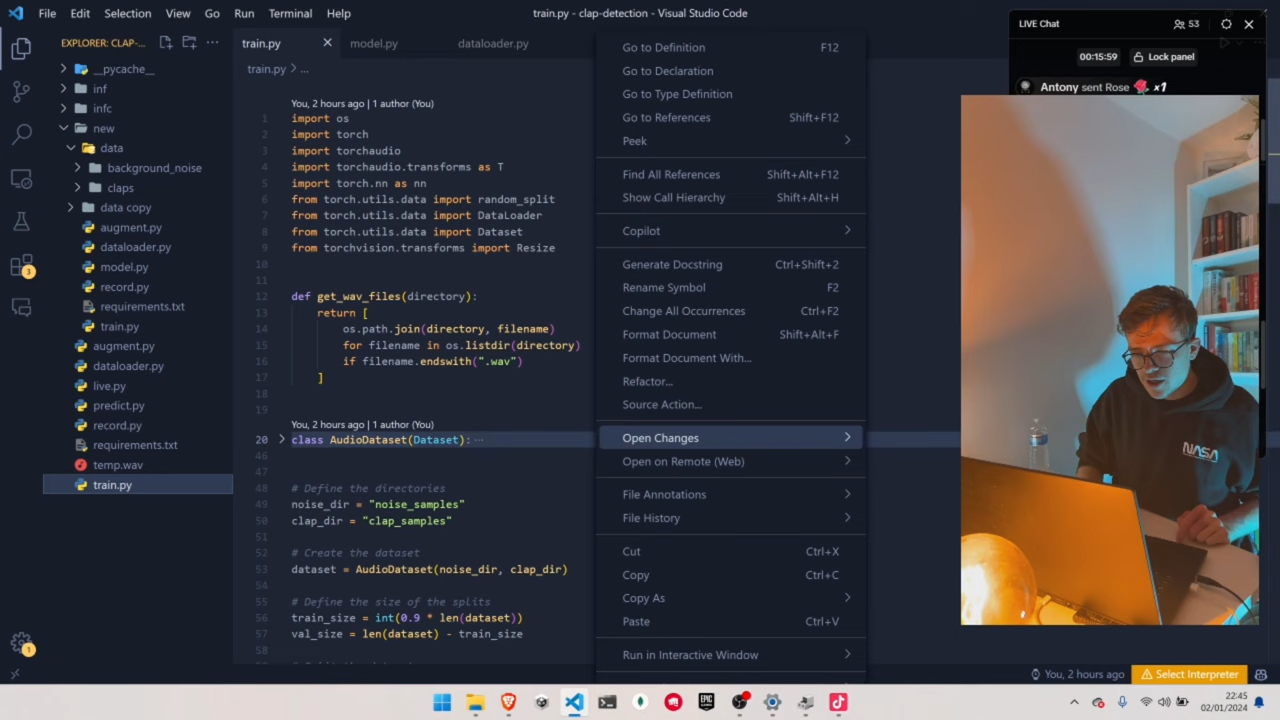 File Edit Selection View Go Run Terminal Help
train.py - clap-detection - Visual Studio Code
EXPLORER: CLAP-...
__pycache__
inf
infc
new
data
background_noise
claps
data copy
augment.py
dataloader.py
model.py
record.py
requirements.txt
train.py
augment.py
dataloader.py
live.py
predict.py
record.py
requirements.txt
temp.wav
train.py
3
1
train.py
model.py
dataloader.py
train.py > ...
You, 2 hours ago | 1 author (You)
1 import os
2 import torch
3 import torchaudio
4 import torchaudio.transforms as T
5 import torch.nn as nn
6 from torch.utils.data import random_split
7 from torch.utils.data import DataLoader
8 from torch.utils.data import Dataset
9 from torchvision.transforms import Resize
10
11
12 def get_wav_files(directory):
13 return [
14 os.path.join(directory, filename)
15 for filename in os.listdir(directory)
16 if filename.endswith(".wav")
17 ]
18
19
You, 2 hours ago | 1 author (You)
20 class AudioDataset(Dataset): ...
46
47
48 # Define the directories
49 noise_dir = "noise_samples"
50 clap_dir = "clap_samples"
51
52 # Create the dataset
53 dataset = AudioDataset(noise_dir, clap_dir)
54
55 # Define the size of the splits
56 train_size = int(0.9 * len(dataset))
57 val_size = len(dataset) - train_size
58
Go to Definition F12
Go to Declaration
Go to Type Definition
Go to References Shift+F12
Peek
Find All References Shift+Alt+F12
Show Call Hierarchy Shift+Alt+H
Copilot
Generate Docstring Ctrl+Shift+2
Rename Symbol F2
Change All Occurrences Ctrl+F2
Format Document Shift+Alt+F
Format Document With...
Refactor...
Source Action...
Open Changes
Open on Remote (Web)
File Annotations
File History
Cut Ctrl+X
Copy Ctrl+C
Copy As
Paste Ctrl+V
Run in Interactive Window
LIVE Chat
53
00:15:59 Lock panel
Antony sent Rose x1
NASA
You, 2 hours ago
Select Interpreter
EPIC
GAMES
22:45
02/01/2024